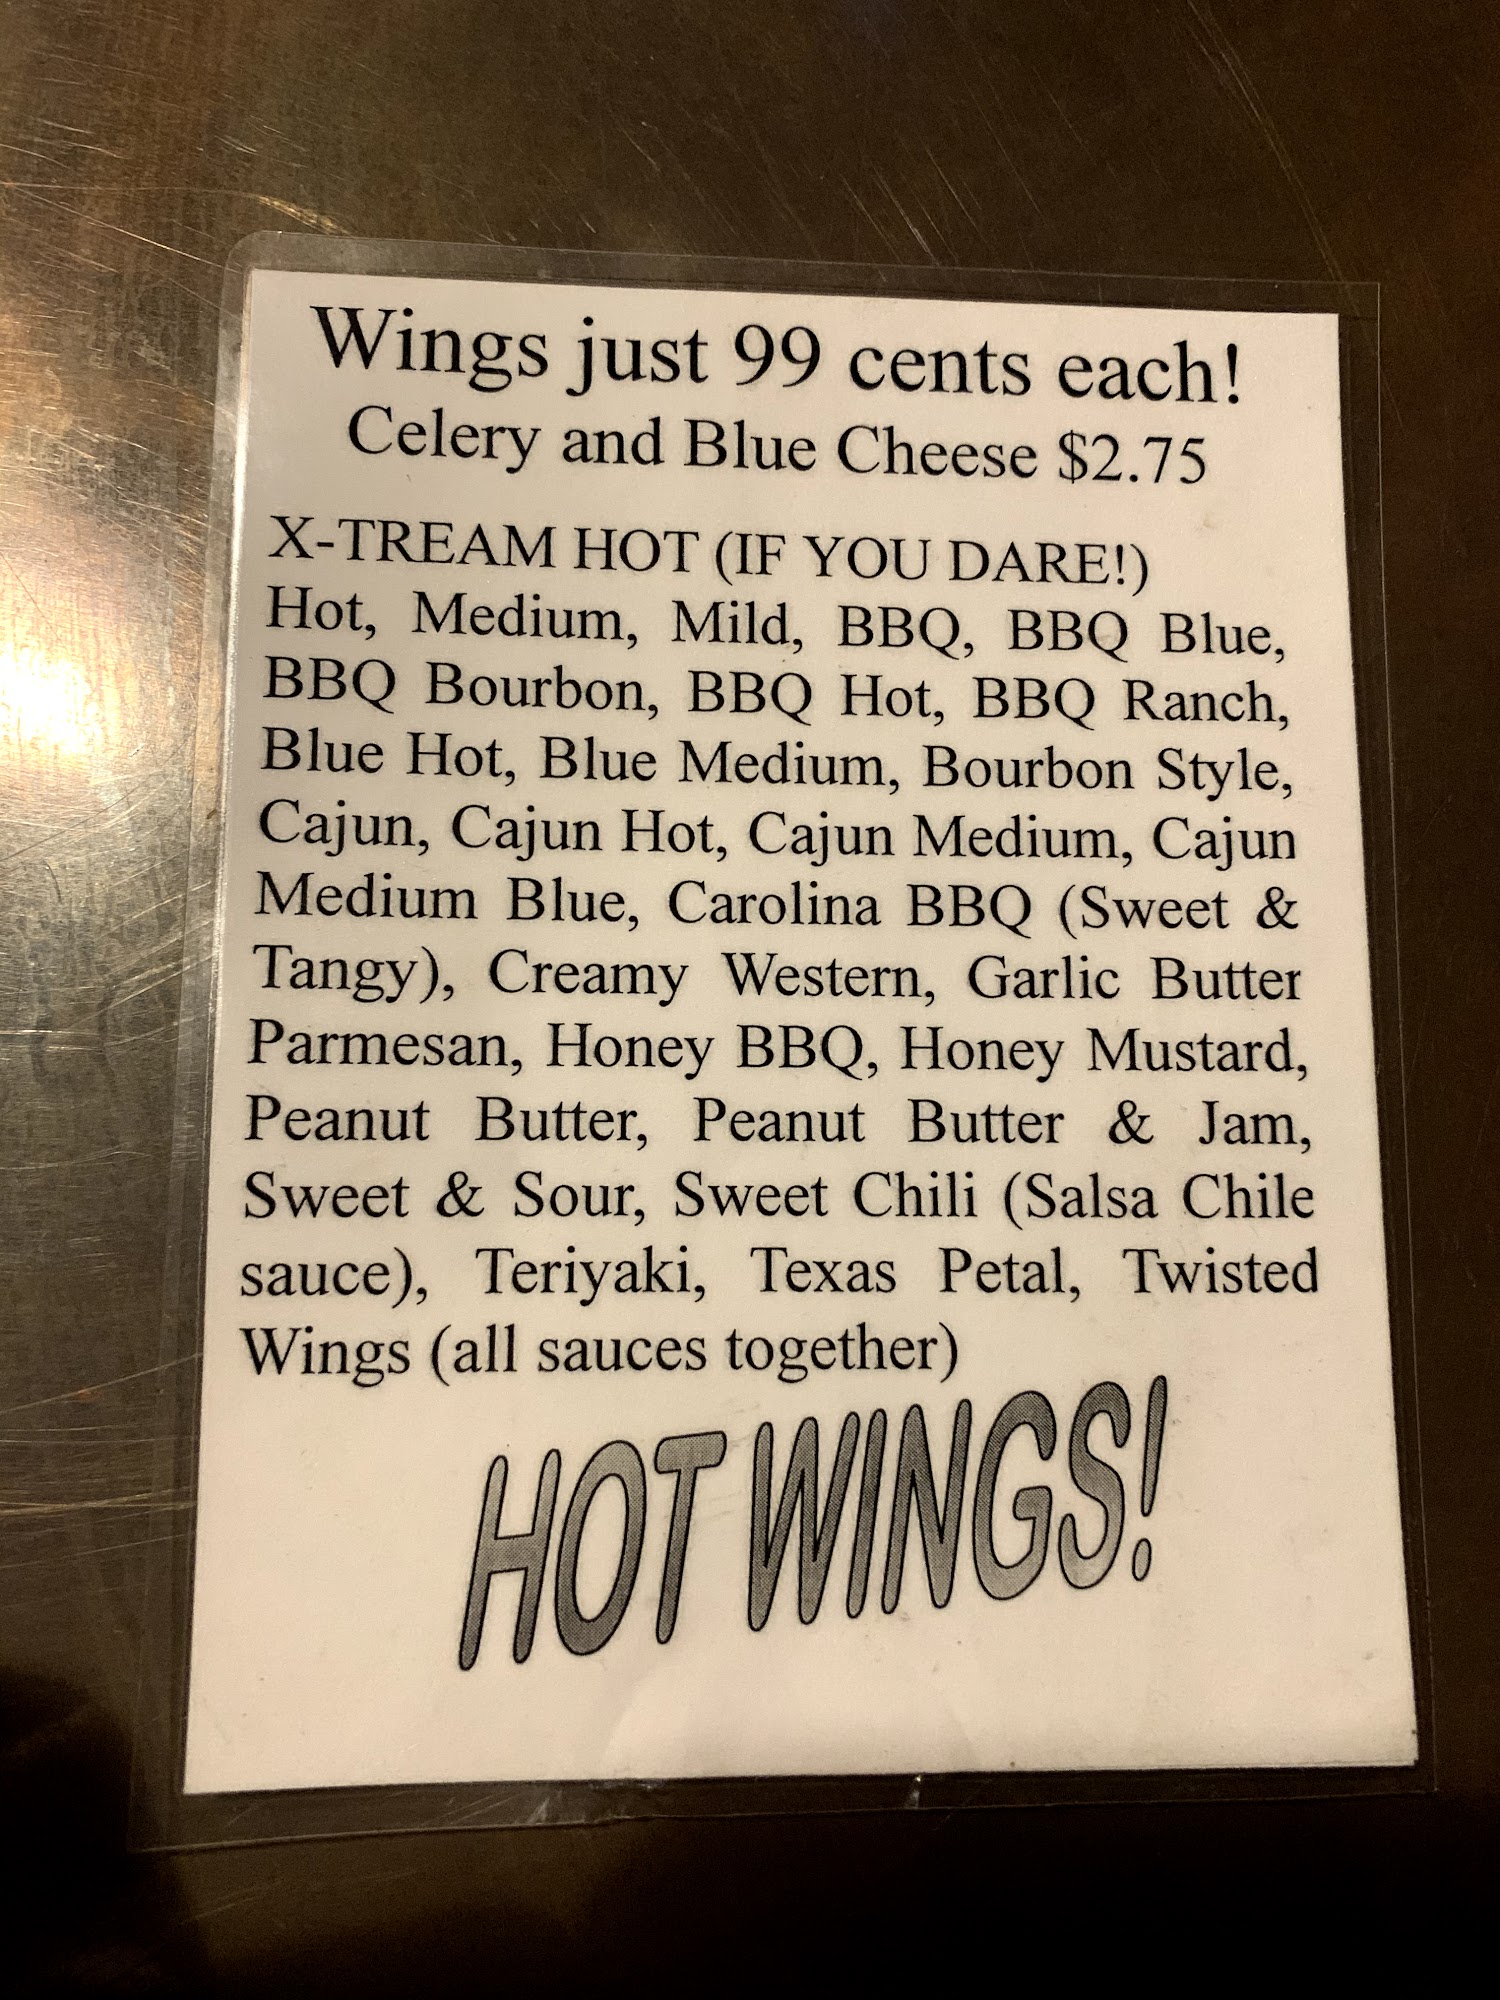 Wings just 99 cents each!
Celery and Blue Cheese $2.75
X-TREAM HOT (IF YOU DARE!)
Hot, Medium, Mild, BBQ, BBQ Blue,
BBQ Bourbon, BBQ Hot, BBQ Ranch,
Blue Hot, Blue Medium, Bourbon Style,
Cajun, Cajun Hot, Cajun Medium, Cajun
Medium Blue, Carolina BBQ (Sweet &
Tangy), Creamy Western, Garlic Butter
Parmesan, Honey BBQ, Honey Mustard,
Peanut Butter, Peanut Butter & Jam,
Sweet & Sour, Sweet Chili (Salsa Chile
sauce), Teriyaki, Texas Petal, Twisted
Wings (all sauces together)
HOT WINGS!